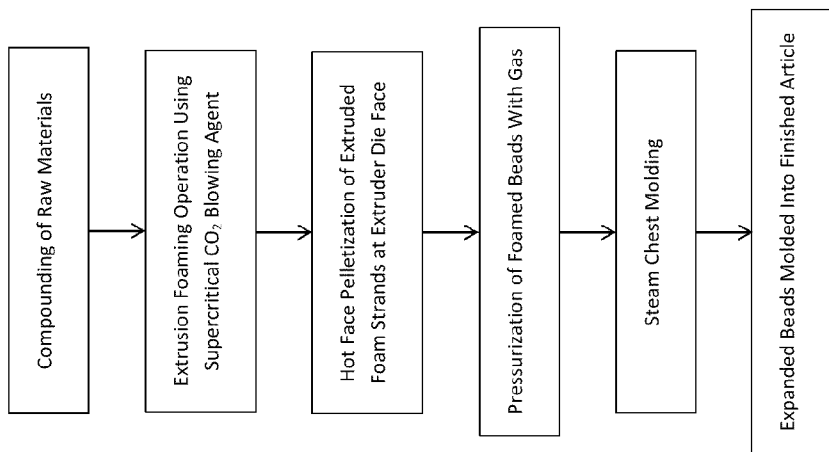 Compounding of Raw Materials
Extrusion Foaming Operation Using
Supercritical CO₂ Blowing Agent
Hot Face Pelletization of Extruded
Foam Strands at Extruder Die Face
Pressurization of Foamed Beads With Gas
Steam Chest Molding
Expanded Beads Molded Into Finished Article